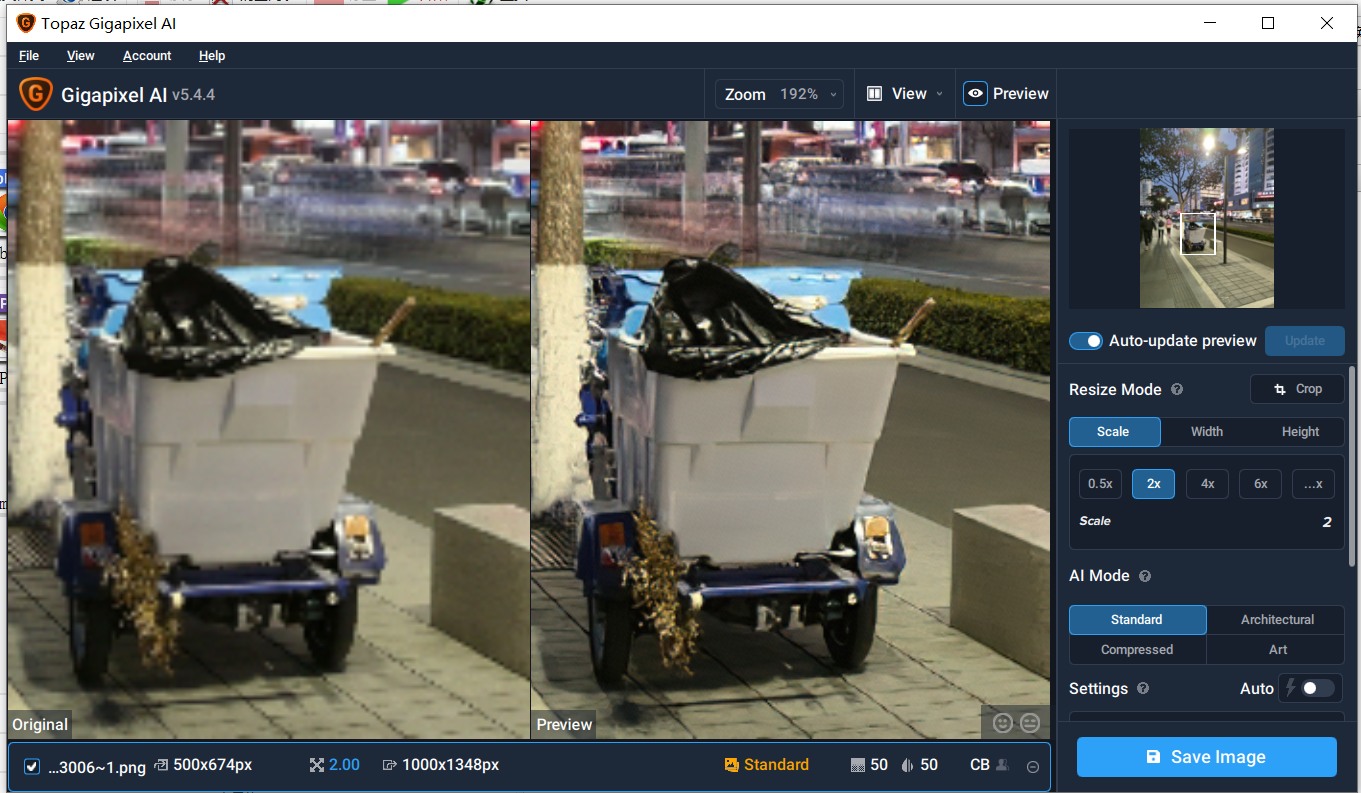 Topaz Gigapixel AI
File View Account Help
Gigapixel AI v5.4.4
Zoom 192% View Preview
Auto-update preview Update
Resize Mode Crop
Scale Width Height
0.5x 2x 4x 6x ...x
Scale 2
AI Mode
Standard Architectural
Compressed Art
Settings Auto
Original Preview
...3006~1.png 500x674px 2.00 1000x1348px Standard 50 50 CB
Save Image